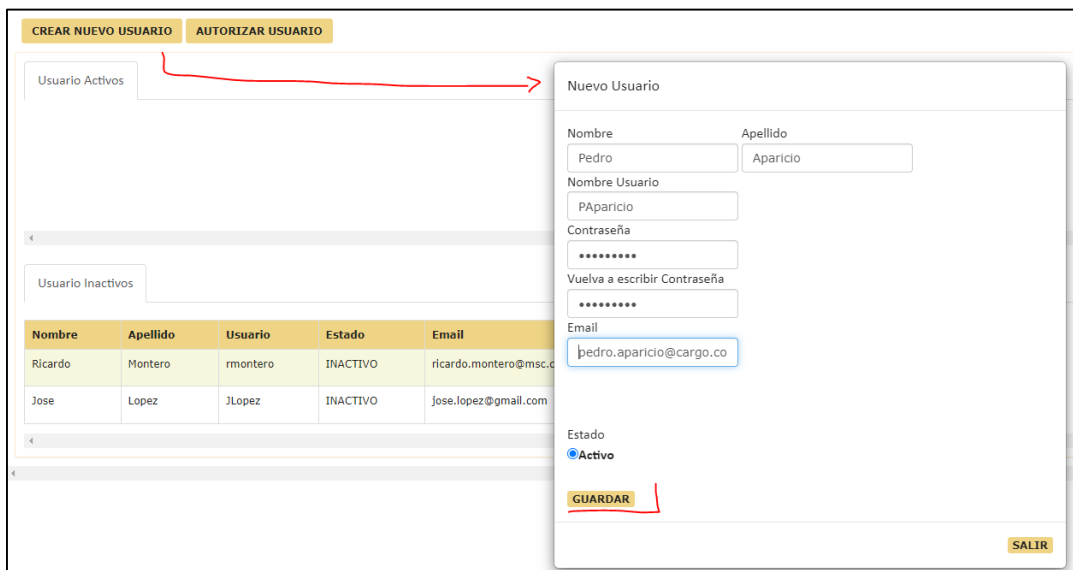 CREAR NUEVO USUARIO AUTORIZAR USUARIO
Usuario Activos
Usuario Inactivos
Nombre Apellido Usuario Estado Email
Ricardo Montero rmontero INACTIVO ricardo.montero@msc.c
Jose Lopez JLopez INACTIVO jose.lopez@gmail.com
Nuevo Usuario
Nombre Apellido
Pedro Aparicio
Nombre Usuario
PAparicio
Contraseña
•••••••••
Vuelva a escribir Contraseña
•••••••••
Email
pedro.aparicio@cargo.co
Estado
Activo
GUARDAR
SALIR